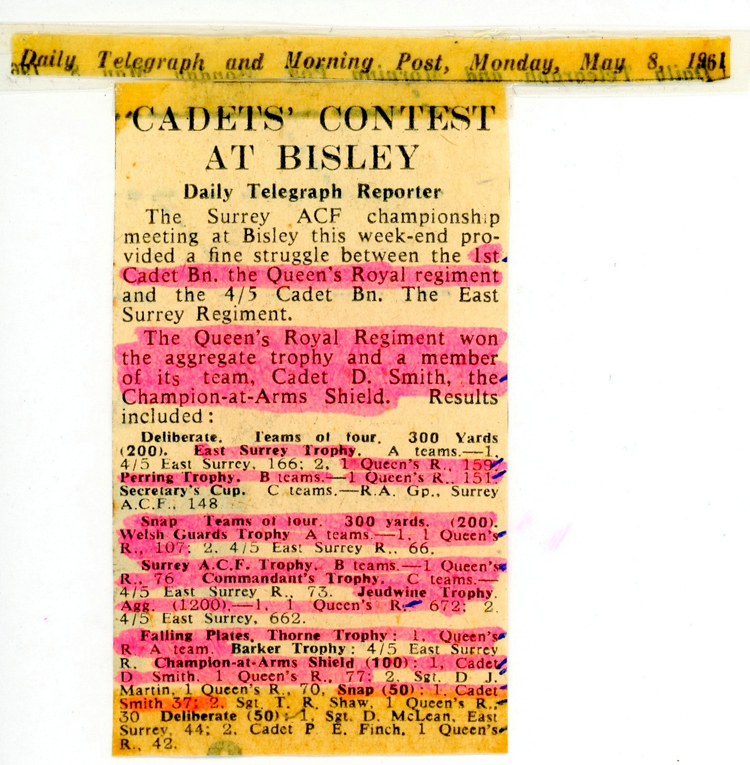 Daily Telegraph and Morning Post, Monday, May 8, 1961
CADETS' CONTEST
AT BISLEY
Daily Telegraph Reporter
The Surrey ACF championship
meeting at Bisley this week-end pro-
vided a fine struggle between the 1st
Cadet Bn. the Queen's Royal regiment
and the 4/5 Cadet Bn. The East
Surrey Regiment.
The Queen's Royal Regiment won
the aggregate trophy and a member
of its team, Cadet D. Smith, the
Champion-at-Arms Shield. Results
included:
Deliberate. Teams of four. 300 Yards
(200). East Surrey Trophy. A teams.—1,
4/5 East Surrey, 166; 2, 1 Queen's R., 159
Perring Trophy. B teams.—1 Queen's R., 151
Secretary's Cup. C teams.—R.A. Gp., Surrey
A.C.F., 148
Snap Teams of four. 300 yards. (200).
Welsh Guards Trophy A teams.—1, 1 Queen's
R., 107; 2, 4/5 East Surrey R., 66.
Surrey A.C.F. Trophy. B teams.—1 Queen's
R., 76 Commandant's Trophy. C teams.—
4/5 East Surrey R., 73. Jeudwine Trophy.
Agg. (1200).—1, 1 Queen's R., 672; 2,
4/5 East Surrey, 662.
Falling Plates, Thorne Trophy: 1, Queen's
R. A team. Barker Trophy: 4/5 East Surrey
R. Champion-at-Arms Shield (100): 1, Cadet
D Smith, 1 Queen's R., 77; 2, Sgt. D J.
Martin, 1 Queen's R., 70. Snap (50): 1, Cadet
Smith 37; 2, Sgt. T. R. Shaw, 1 Queen's R.,
30 Deliberate (50): 1, Sgt. D. McLean, East
Surrey, 44; 2, Cadet P E. Finch, 1 Queen's
R., 42.